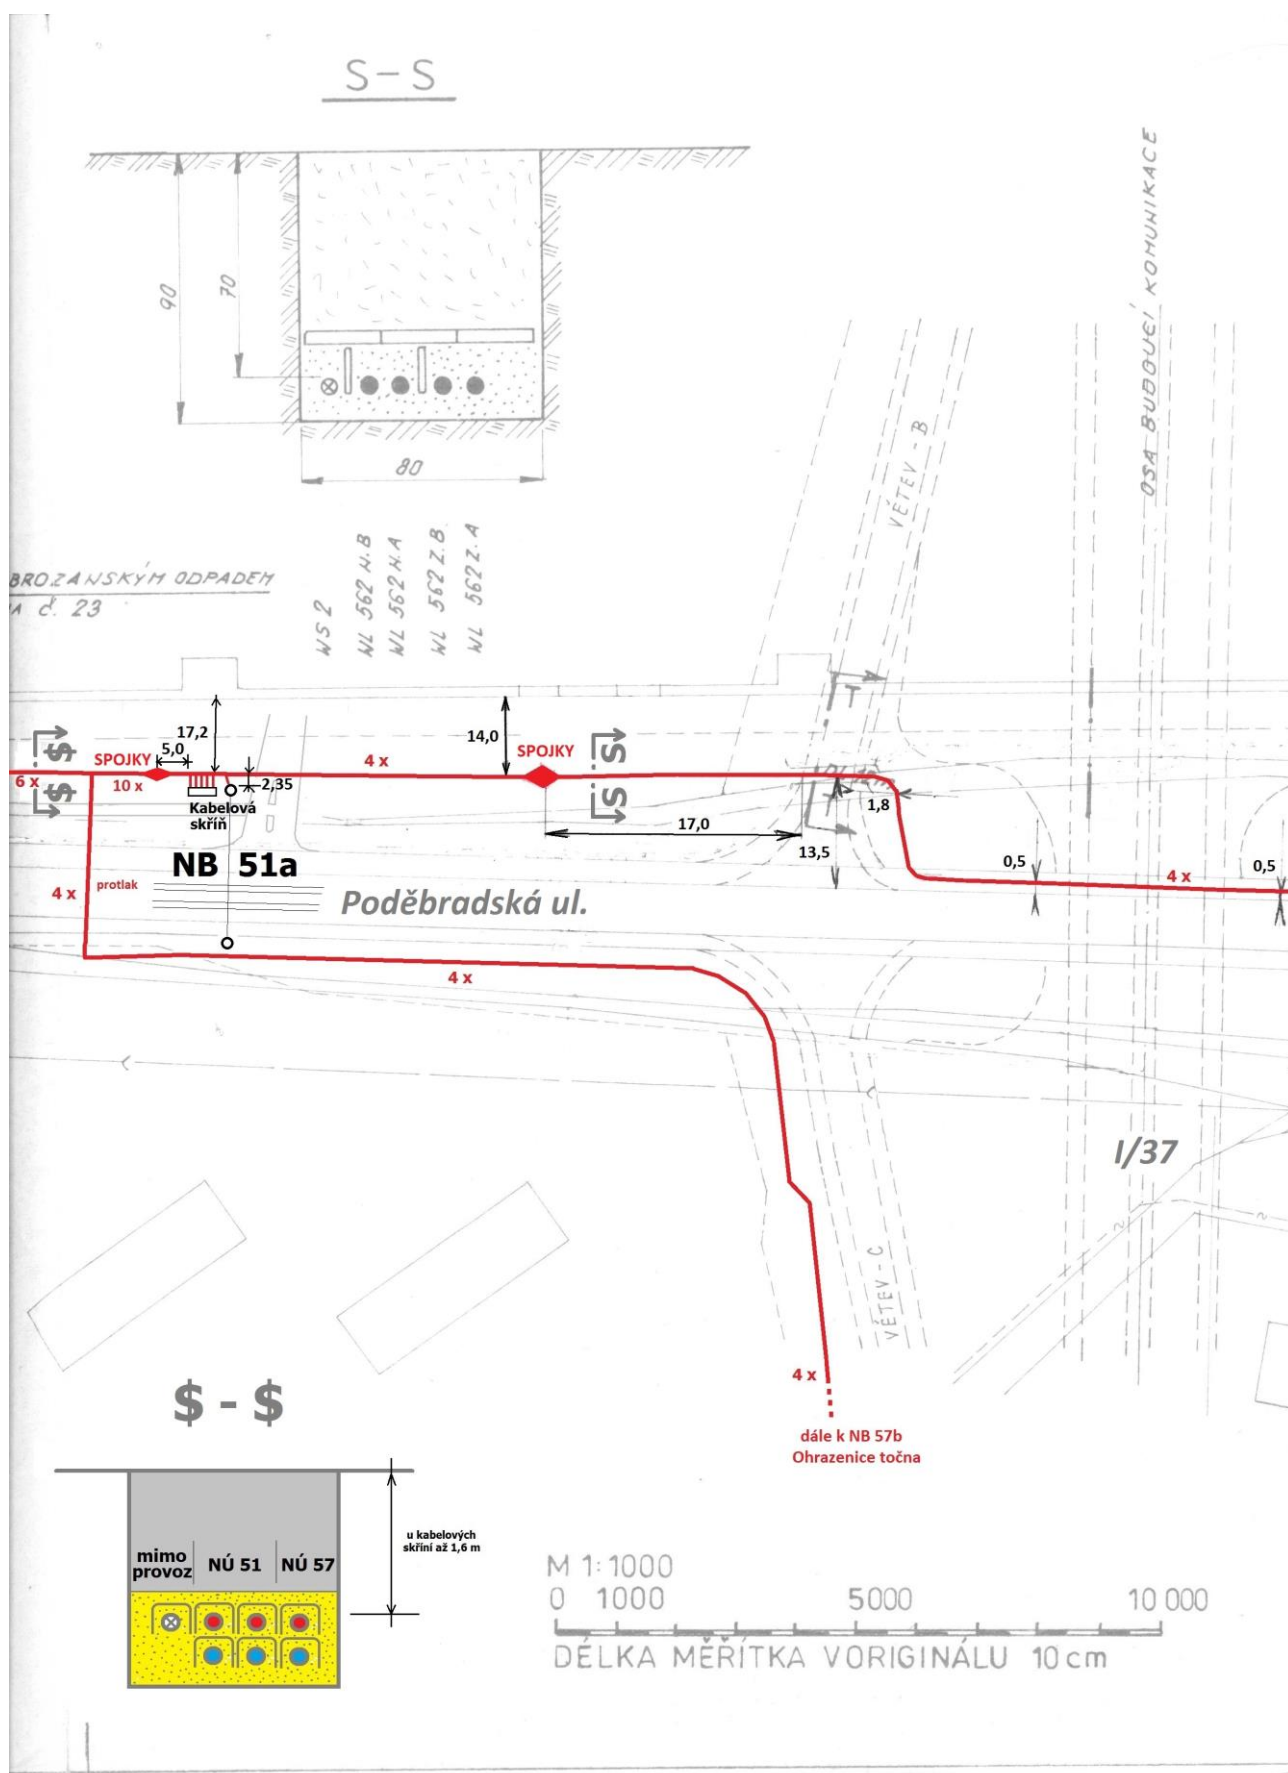 S-S
90
70
80
OSA BUDOUCÍ KOMUNIKACE
VĚTEV - B
BROZANSKÝM ODPADEM
č. 23
WS 2
WL 562 N.B
WL 562 N.A
WL 562 Z.B
WL 562 Z.A
17,2
14,0
T
$
S
SPOJKY
5,0
4 x
SPOJKY
6 x
10 x
2,35
$
S
Kabelová
skříň
17,0
1,8
13,5
0,5
0,5
NB 51a
4 x
4 x
protlak
Poděbradská ul.
4 x
I/37
VĚTEV - C
4 x
dále k NB 57b
Ohrazenice točna
$ - $
u kabelových
skříní až 1,6 m
mimo
provoz
NÚ 51
NÚ 57
M 1:1000
0 1000 5000 10 000
DÉLKA MĚŘÍTKA V ORIGINÁLU 10 cm